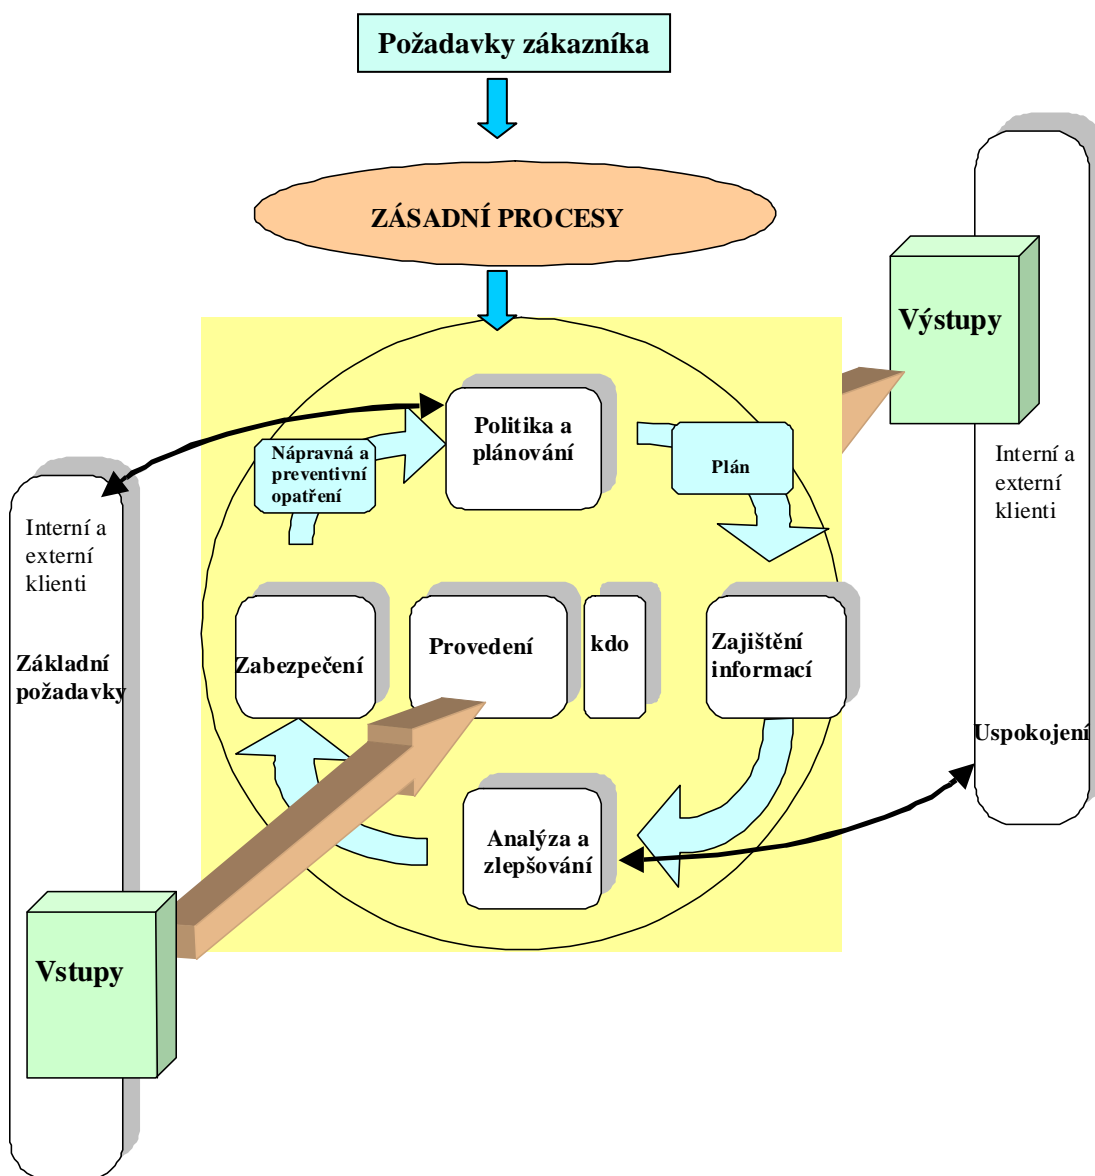 Požadavky zákazníka
ZÁSADNÍ PROCESY
Výstupy
Politika a
plánování
Nápravná a
preventivní
opatření
Plán
Interní a
externí
klienti
Interní a
externí
klienti
Základní
požadavky
Zabezpečení
Provedení
kdo
Zajištění
informací
Uspokojení
Analýza a
zlepšování
Vstupy